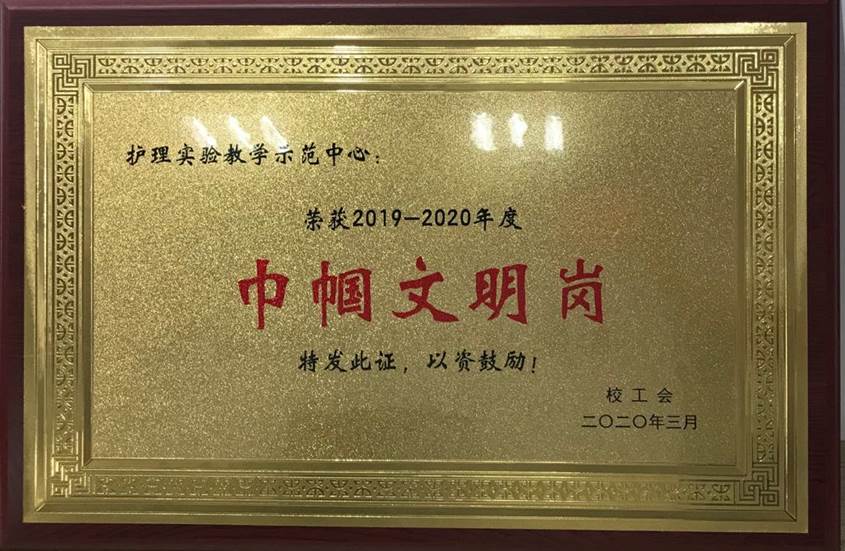 护理实验教学示范中心：
荣获2019—2020年度
巾帼文明岗
特发此证，以资鼓励！
校工会
二〇二〇年三月